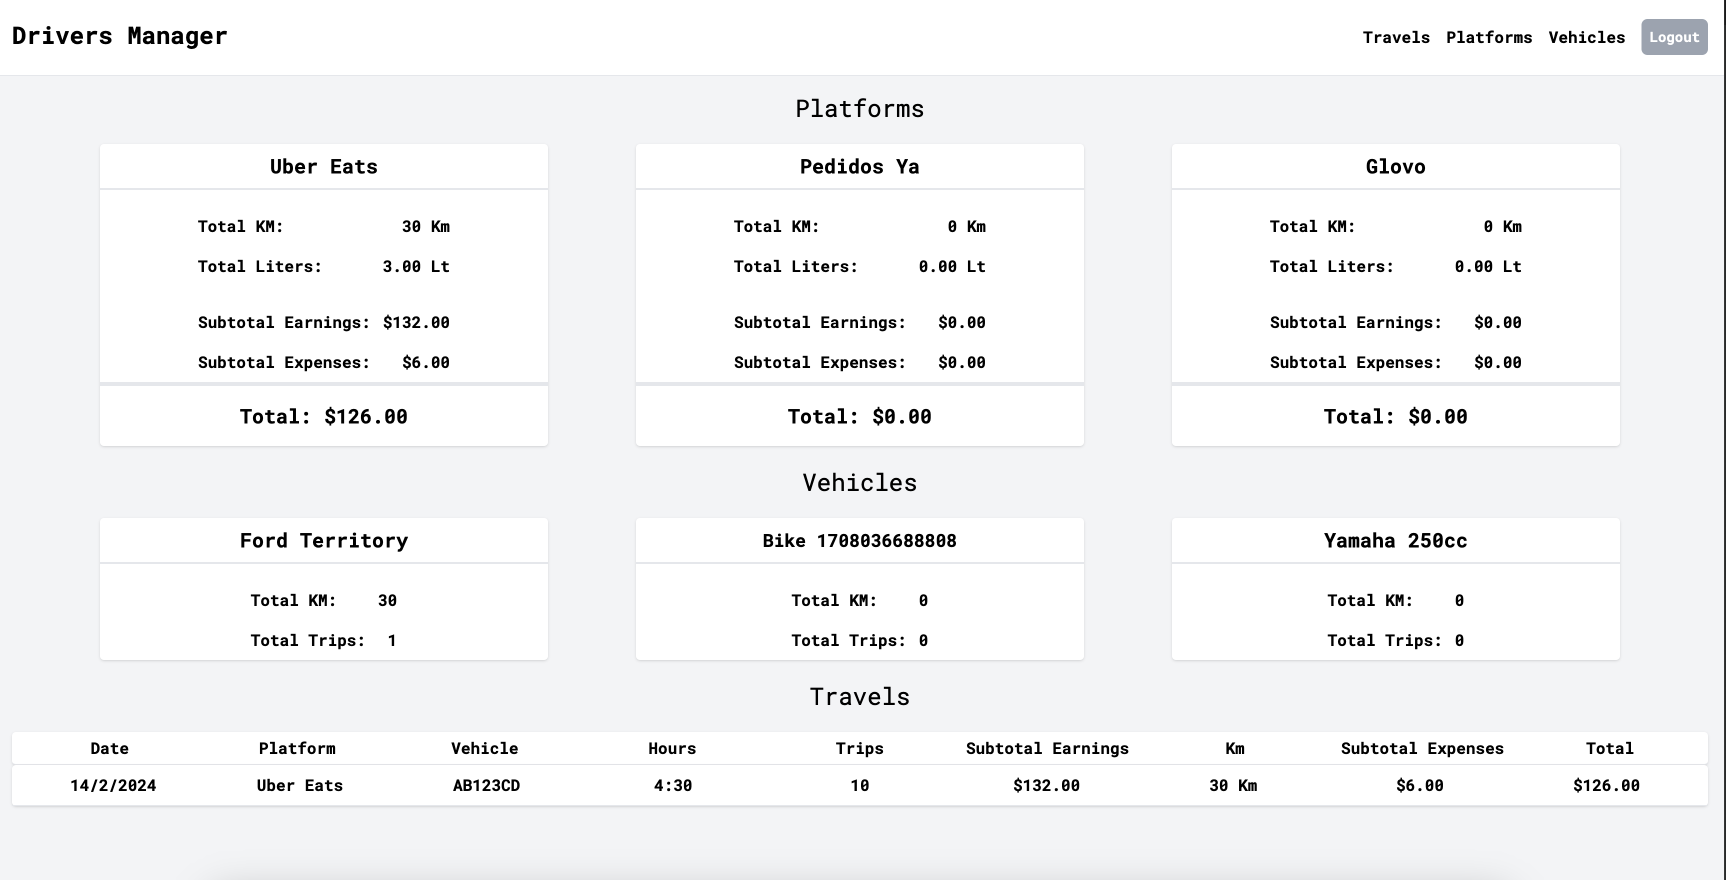 Drivers Manager
Travels Platforms Vehicles Logout
Platforms
Uber Eats
Total KM: 30 Km
Total Liters: 3.00 Lt
Subtotal Earnings: $132.00
Subtotal Expenses: $6.00
Total: $126.00
Pedidos Ya
Total KM: 0 Km
Total Liters: 0.00 Lt
Subtotal Earnings: $0.00
Subtotal Expenses: $0.00
Total: $0.00
Glovo
Total KM: 0 Km
Total Liters: 0.00 Lt
Subtotal Earnings: $0.00
Subtotal Expenses: $0.00
Total: $0.00
Vehicles
Ford Territory
Total KM: 30
Total Trips: 1
Bike 1708036688808
Total KM: 0
Total Trips: 0
Yamaha 250cc
Total KM: 0
Total Trips: 0
Travels
Date Platform Vehicle Hours Trips Subtotal Earnings Km Subtotal Expenses Total
14/2/2024 Uber Eats AB123CD 4:30 10 $132.00 30 Km $6.00 $126.00